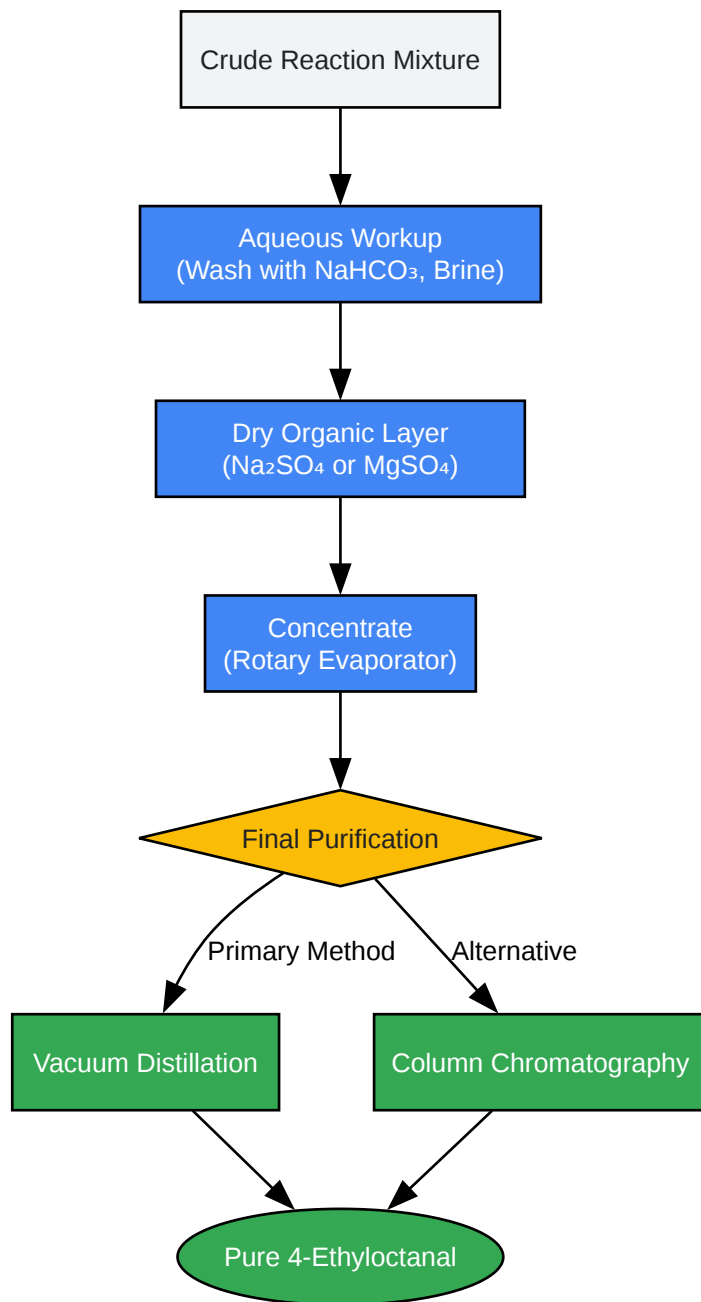 Crude Reaction Mixture
Aqueous Workup
(Wash with NaHCO₃, Brine)
Dry Organic Layer
(Na₂SO₄ or MgSO₄)
Concentrate
(Rotary Evaporator)
Final Purification
Primary Method
Alternative
Vacuum Distillation
Column Chromatography
Pure 4-Ethyloctanal